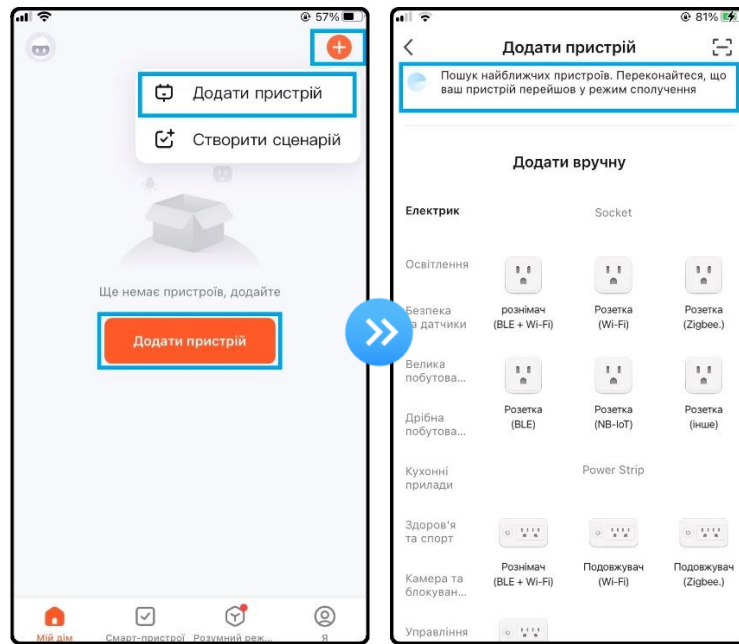 57%
Додати пристрій
Створити сценарій
Ще немає пристроїв, додайте
Додати пристрій
Мій дім
Смарт-пристрої
Розумний реж...
Я
81%
Додати пристрій
Пошук найближчих пристроїв. Переконайтеся, що
ваш пристрій перейшов у режим сполучення
Додати вручну
Електрик
Socket
Освітлення
Безпека
та датчики
рознімач
(BLE + Wi-Fi)
Розетка
(Wi-Fi)
Розетка
(Zigbee.)
Велика
побутова...
Дрібна
побутова...
Розетка
(BLE)
Розетка
(NB-IoT)
Розетка
(інше)
Кухонні
прилади
Power Strip
Здоров'я
та спорт
Камера та
блокуван...
Рознімач
(BLE + Wi-Fi)
Подовжувач
(Wi-Fi)
Подовжувач
(Zigbee.)
Управління